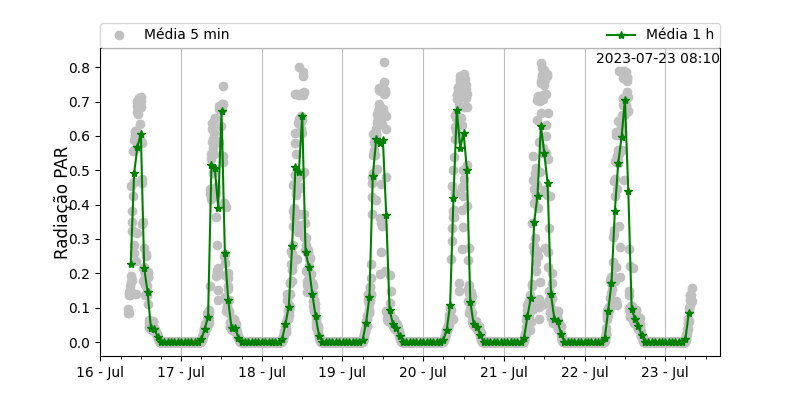 Média 5 min
Média 1 h
2023-07-23 08:10
Radiação PAR
0.8
0.7
0.6
0.5
0.4
0.3
0.2
0.1
0.0
16 - Jul
17 - Jul
18 - Jul
19 - Jul
20 - Jul
21 - Jul
22 - Jul
23 - Jul